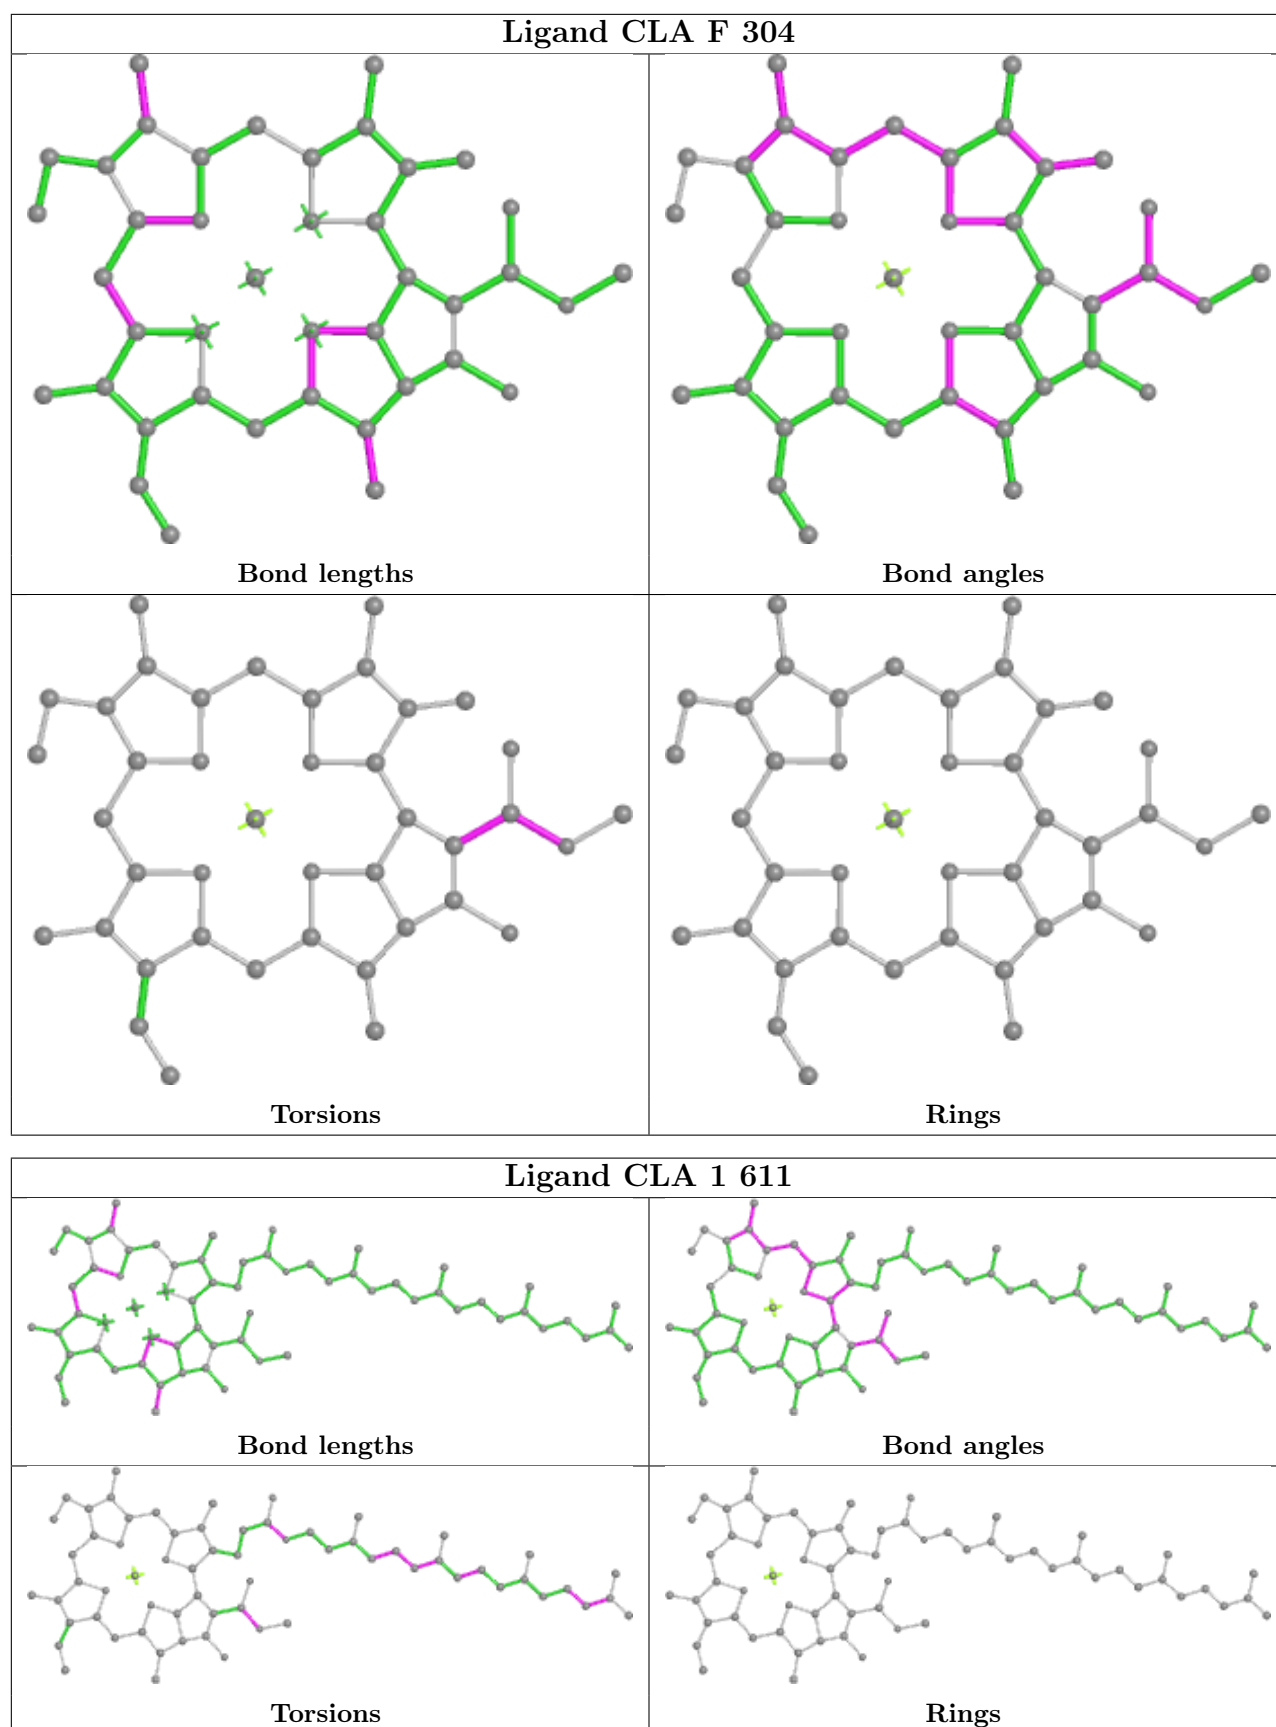 Ligand CLA F 304
Bond lengths
Bond angles
Torsions
Rings
Ligand CLA 1 611
Bond lengths
Bond angles
Torsions
Rings